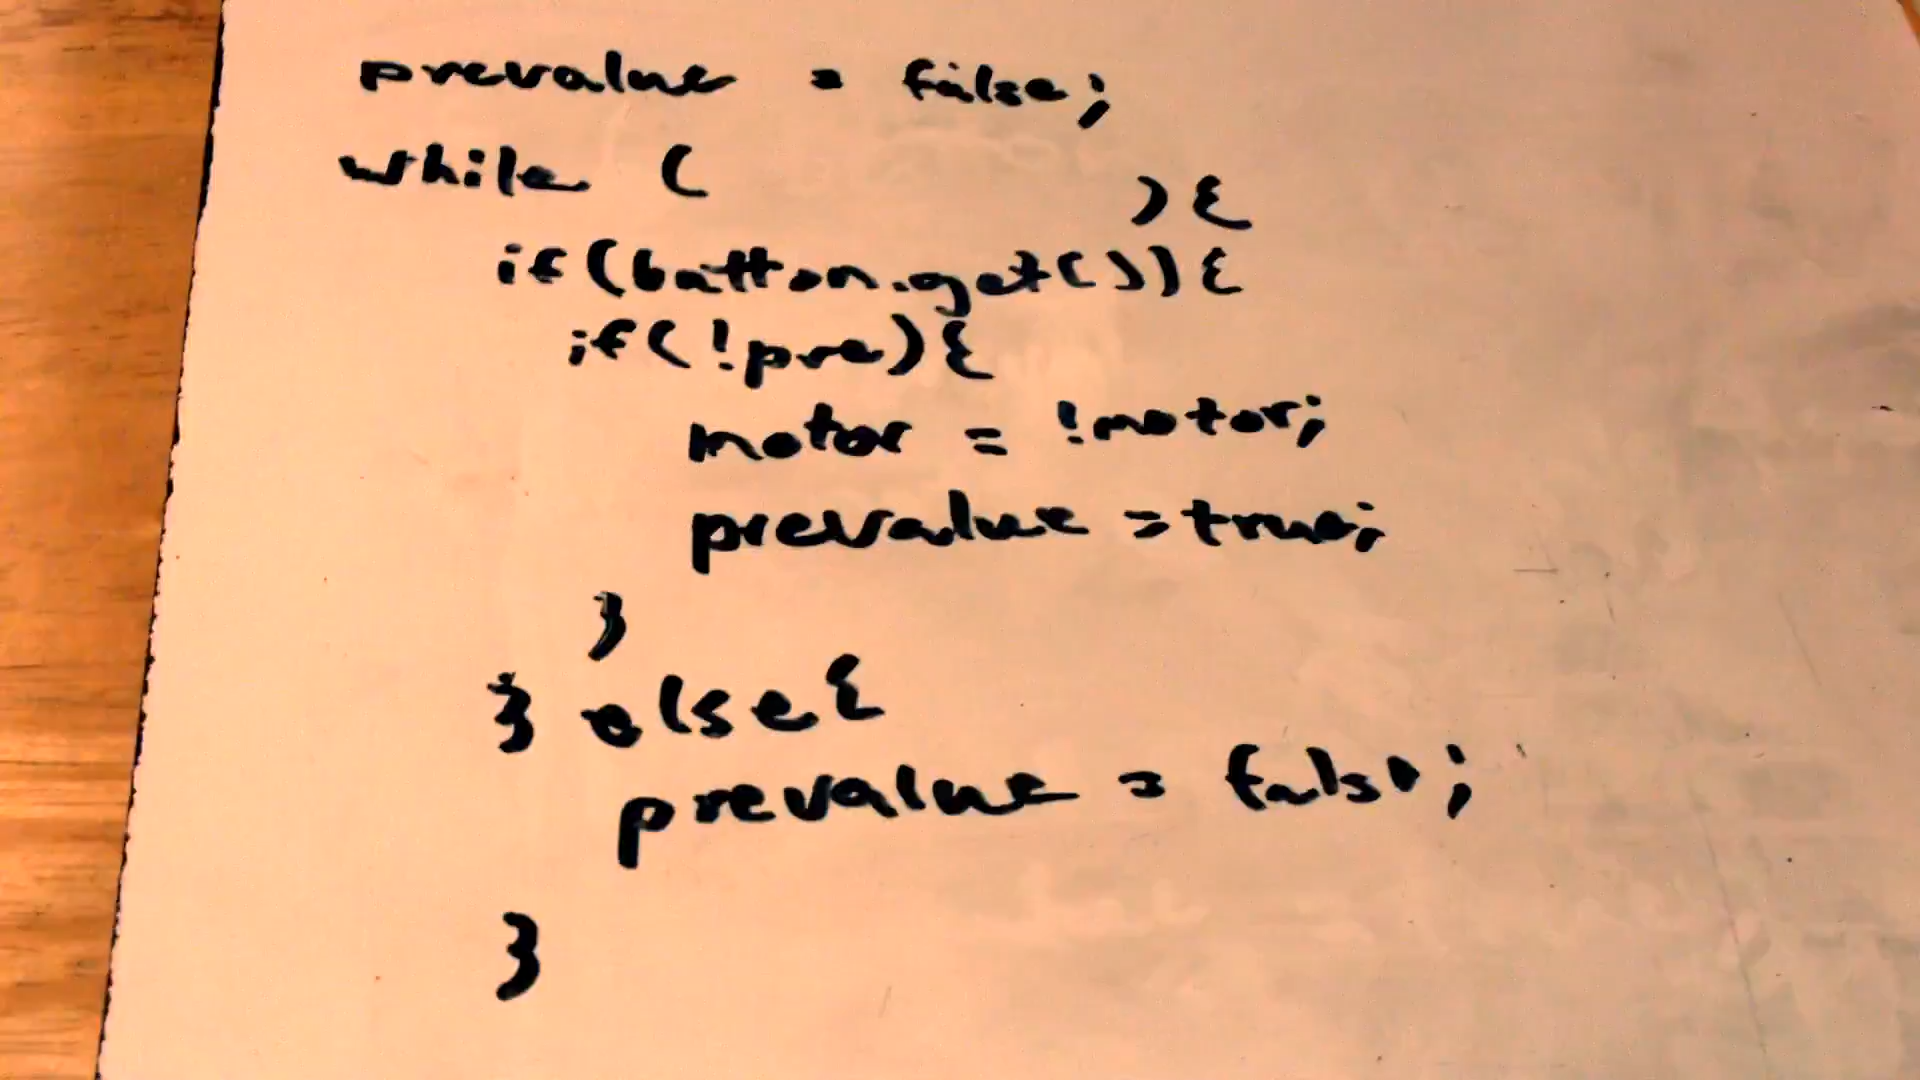 prevalue = false;
while ( ){
if(button.get()){
if(!pre){
motor = !motor;
prevalue = true;
}
} else{
prevalue = false;
}